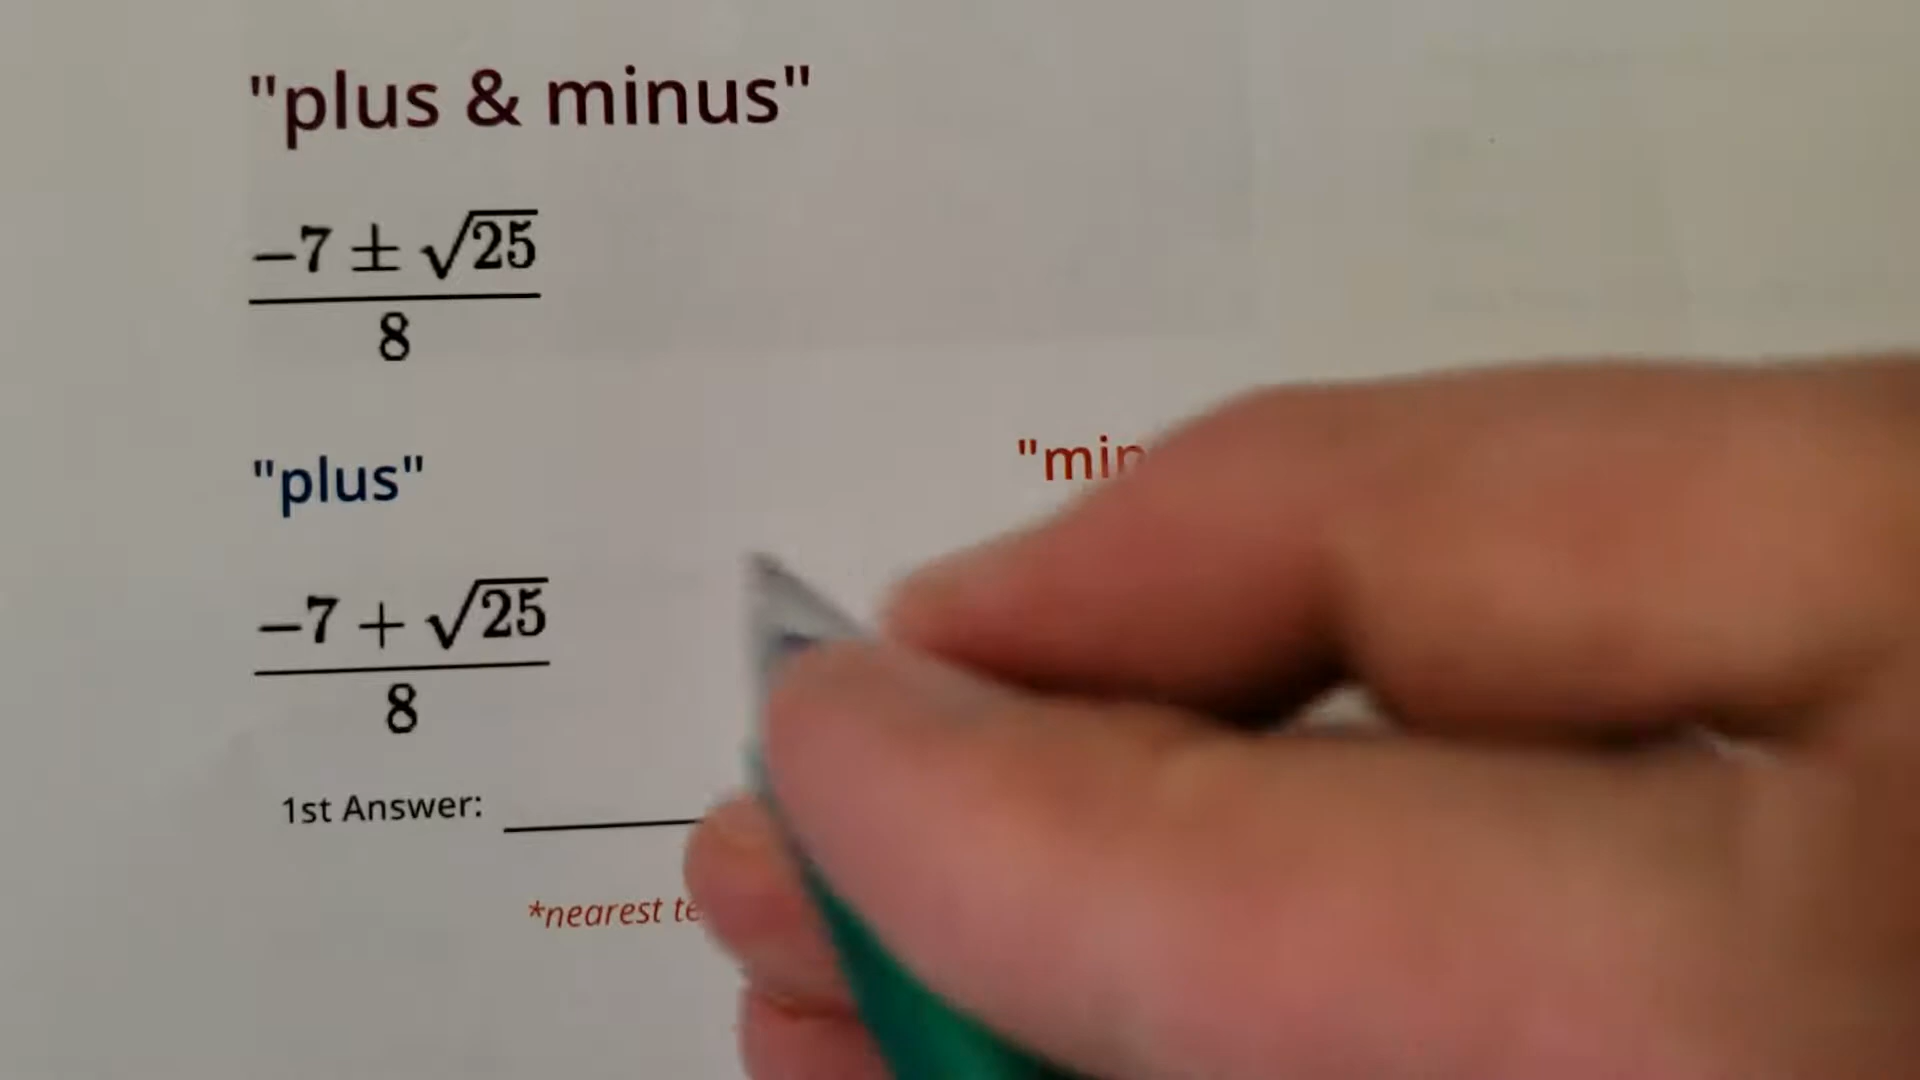 "plus & minus"
−7 ± √25
8
"plus"
−7 + √25
8
1st Answer:
*nearest